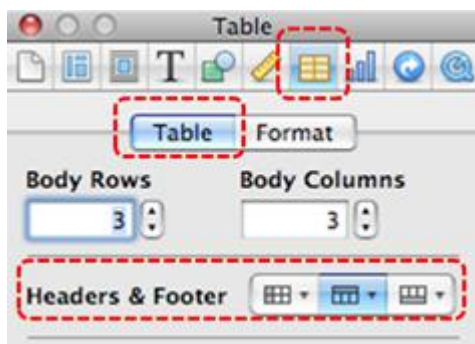 Table
T
Table Format
Body Rows Body Columns
3 3
Headers & Footer